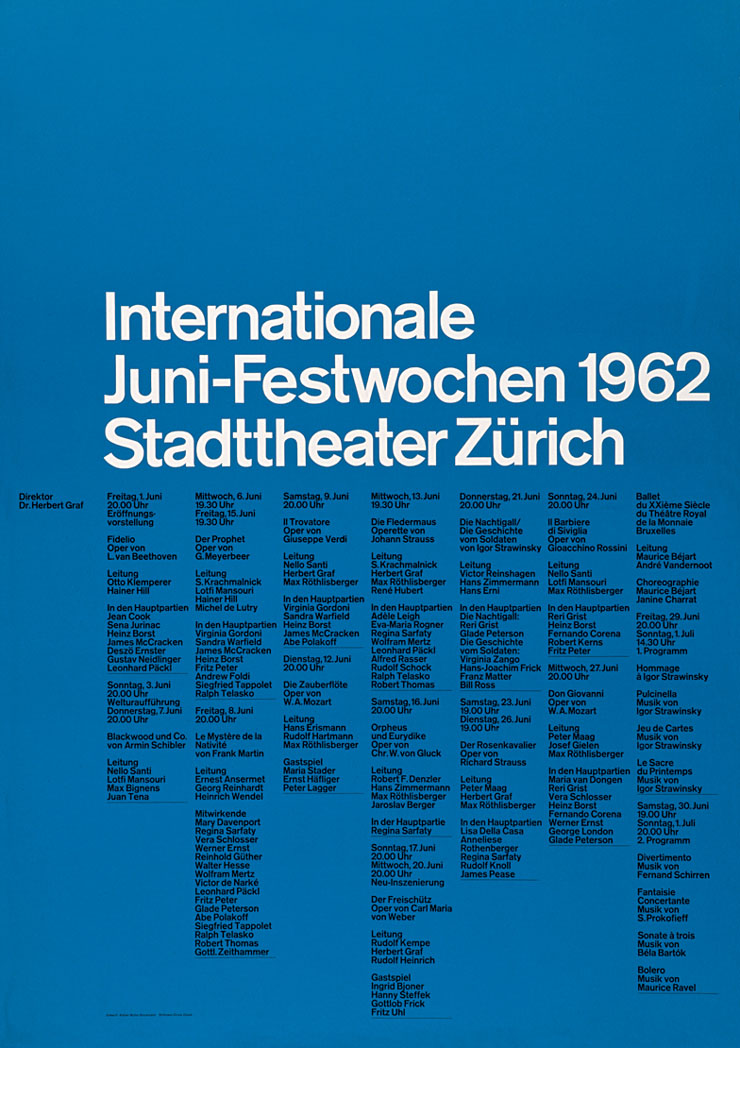 Internationale
Juni-Festwochen 1962
Stadttheater Zürich
Direktor
Dr. Herbert Graf
Freitag, 1. Juni
20.00 Uhr
Eröffnungs-
vorstellung
Fidelio
Oper von
L. van Beethoven
Leitung
Otto Klemperer
Hainer Hill
In den Hauptpartien
Jean Cook
Sena Jurinac
Heinz Borst
James McCracken
Deszö Ernster
Gustav Neidlinger
Leonhard Päckl
Sonntag, 3. Juni
20.00 Uhr
Welturaufführung
Donnerstag, 7. Juni
20.00 Uhr
Blackwood und Co.
von Armin Schibler
Leitung
Nello Santi
Lotfi Mansouri
Max Bignens
Juan Tena
Mittwoch, 6. Juni
19.30 Uhr
Freitag, 15. Juni
19.30 Uhr
Der Prophet
Oper von
G. Meyerbeer
Leitung
S. Krachmalnick
Lotfi Mansouri
Hainer Hill
Michel de Lutry
In den Hauptpartien
Virginia Gordoni
Sandra Warfield
James McCracken
Heinz Borst
Fritz Peter
Andrew Foldi
Siegfried Tappolet
Ralph Telasko
Freitag, 8. Juni
20.00 Uhr
Le Mystère de la
Nativité
von Frank Martin
Leitung
Ernest Ansermet
Georg Reinhardt
Heinrich Wendel
Mitwirkende
Mary Davenport
Regina Sarfaty
Vera Schlosser
Werner Ernst
Reinhold Güther
Walter Hesse
Wolfram Mertz
Victor de Narké
Leonhard Päckl
Fritz Peter
Glade Peterson
Abe Polakoff
Siegfried Tappolet
Ralph Telasko
Robert Thomas
Gottl. Zeithammer
Samstag, 9. Juni
20.00 Uhr
Il Trovatore
Oper von
Giuseppe Verdi
Leitung
Nello Santi
Herbert Graf
Max Röthlisberger
In den Hauptpartien
Virginia Gordoni
Sandra Warfield
Heinz Borst
James McCracken
Abe Polakoff
Dienstag, 12. Juni
20.00 Uhr
Die Zauberflöte
Oper von
W. A. Mozart
Leitung
Hans Erismann
Rudolf Hartmann
Max Röthlisberger
Gastspiel
Maria Stader
Ernst Häfliger
Peter Lagger
Mittwoch, 13. Juni
20.00 Uhr
Die Fledermaus
Operette von
Johann Strauss
Leitung
S. Krachmalnick
Herbert Graf
Max Röthlisberger
René Hubert
In den Hauptpartien
Adèle Leigh
Eva-Maria Rogner
Regina Sarfaty
Wolfram Mertz
Leonhard Päckl
Alfred Rasser
Rudolf Schock
Ralph Telasko
Robert Thomas
Samstag, 16. Juni
20.00 Uhr
Orpheus
und Eurydike
Oper von
Chr. W. von Gluck
Leitung
Robert F. Denzler
Hans Zimmermann
Max Röthlisberger
Jaroslav Berger
In der Hauptpartie
Regina Sarfaty
Sonntag, 17. Juni
20.00 Uhr
Mittwoch, 20. Juni
20.00 Uhr
Neu-Inszenierung
Der Freischütz
Oper von Carl Maria
von Weber
Leitung
Rudolf Kempe
Herbert Graf
Rudolf Heinrich
Gastspiel
Ingrid Bjoner
Hanny Steffek
Gottlob Frick
Fritz Uhl
Donnerstag, 21. Juni
20.00 Uhr
Die Nachtigall/
Die Geschichte
vom Soldaten
von Igor Strawinsky
Leitung
Victor Reinshagen
Hans Zimmermann
Hans Erni
In den Hauptpartien
Die Nachtigall:
Reri Grist
Glade Peterson
Die Geschichte
vom Soldaten:
Virginia Zango
Hans-Joachim Frick
Franz Matter
Bill Ross
Samstag, 23. Juni
19.00 Uhr
Dienstag, 26. Juni
19.00 Uhr
Der Rosenkavalier
Oper von
Richard Strauss
Leitung
Peter Maag
Herbert Graf
Max Röthlisberger
In den Hauptpartien
Lisa Della Casa
Anneliese
Rothenberger
Regina Sarfaty
Rudolf Knoll
James Pease
Sonntag, 24. Juni
20.00 Uhr
Il Barbiere
di Siviglia
Oper von
Gioacchino Rossini
Leitung
Nello Santi
Lotfi Mansouri
Max Röthlisberger
In den Hauptpartien
Reri Grist
Heinz Borst
Fernando Corena
Robert Kerns
Fritz Peter
Mittwoch, 27. Juni
20.00 Uhr
Don Giovanni
Oper von
W. A. Mozart
Leitung
Peter Maag
Josef Gielen
Max Röthlisberger
In den Hauptpartien
Maria van Dongen
Reri Grist
Vera Schlosser
Heinz Borst
Fernando Corena
Werner Ernst
George London
Glade Peterson
Ballet
du XXième Siècle
du Théâtre Royal
de la Monnaie
Bruxelles
Leitung
Maurice Béjart
André Vandernoot
Choreographie
Maurice Béjart
Janine Charrat
Freitag, 29. Juni
20.00 Uhr
Sonntag, 1. Juli
14.30 Uhr
1. Programm
Hommage
à Igor Strawinsky
Pulcinella
Musik von
Igor Strawinsky
Jeu de Cartes
Musik von
Igor Strawinsky
Le Sacre
du Printemps
Musik von
Igor Strawinsky
Samstag, 30. Juni
19.00 Uhr
Sonntag, 1. Juli
20.00 Uhr
2. Programm
Divertimento
Musik von
Fernand Schirren
Fantaisie
Concertante
Musik von
S. Prokofieff
Sonate à trois
Musik von
Béla Bartók
Bolero
Musik von
Maurice Ravel